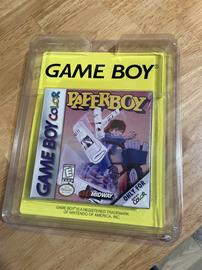 GAME BOY®
PAPERBOY
GAME BOY COLOR
MIDWAY
ONLY FOR
COLOR
GAME BOY® IS A REGISTERED TRADEMARK
OF NINTENDO OF AMERICA, INC.